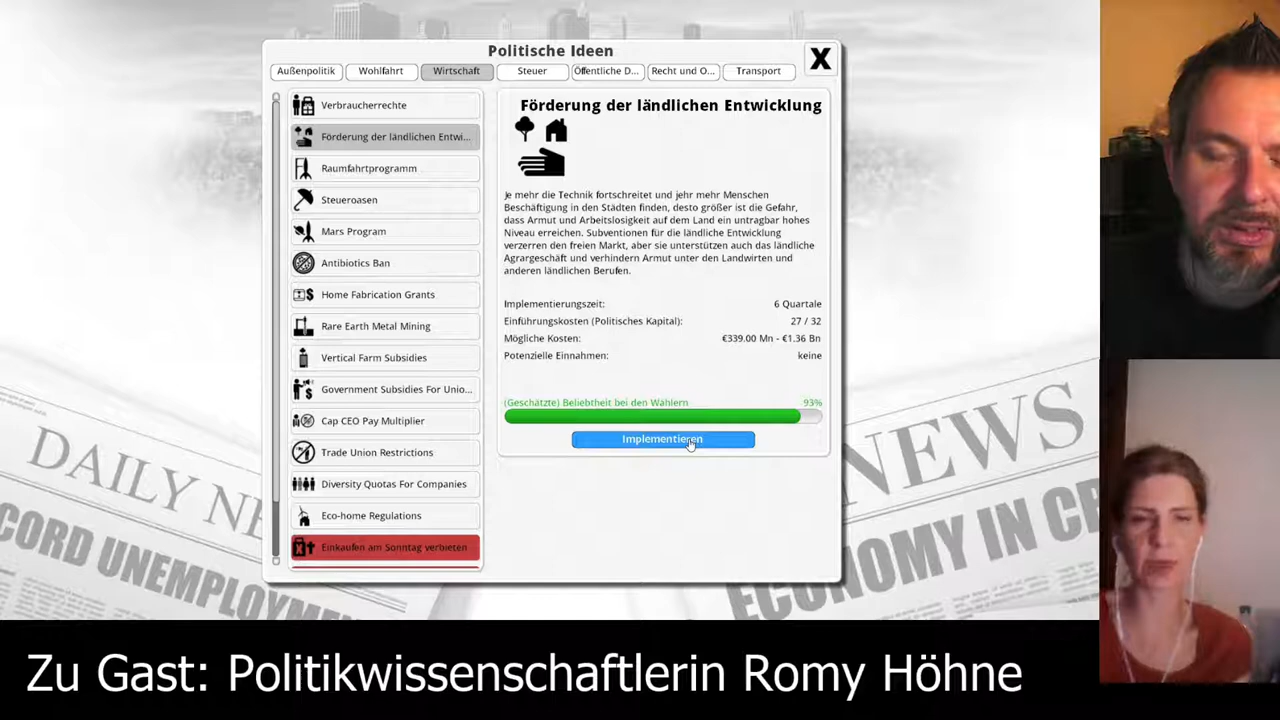 Politische Ideen
X
Außenpolitik
Wohlfahrt
Wirtschaft
Steuer
Öffentliche D...
Recht und O...
Transport
Verbraucherrechte
Förderung der ländlichen Entwi...
Raumfahrtprogramm
Steueroasen
Mars Program
Antibiotics Ban
Home Fabrication Grants
Rare Earth Metal Mining
Vertical Farm Subsidies
Government Subsidies For Unio...
Cap CEO Pay Multiplier
Trade Union Restrictions
Diversity Quotas For Companies
Eco-home Regulations
Einkaufen am Sonntag verbieten
Förderung der ländlichen Entwicklung
Je mehr die Technik fortschreitet und jehr mehr Menschen
Beschäftigung in den Städten finden, desto größer ist die Gefahr,
dass Armut und Arbeitslosigkeit auf dem Land ein untragbar hohes
Niveau erreichen. Subventionen für die ländliche Entwicklung
verzerren den freien Markt, aber sie unterstützen auch das ländliche
Agrargeschäft und verhindern Armut unter den Landwirten und
anderen ländlichen Berufen.
Implementierungszeit: 6 Quartale
Einführungskosten (Politisches Kapital): 27 / 32
Mögliche Kosten: €339.00 Mn - €1.36 Bn
Potenzielle Einnahmen: keine
(Geschätzte) Beliebtheit bei den Wählern 93%
Implementieren
DAILY NE
CORD UNEMPLOYME
NEWS
ECONOMY IN CR
Zu Gast: Politikwissenschaftlerin Romy Höhne